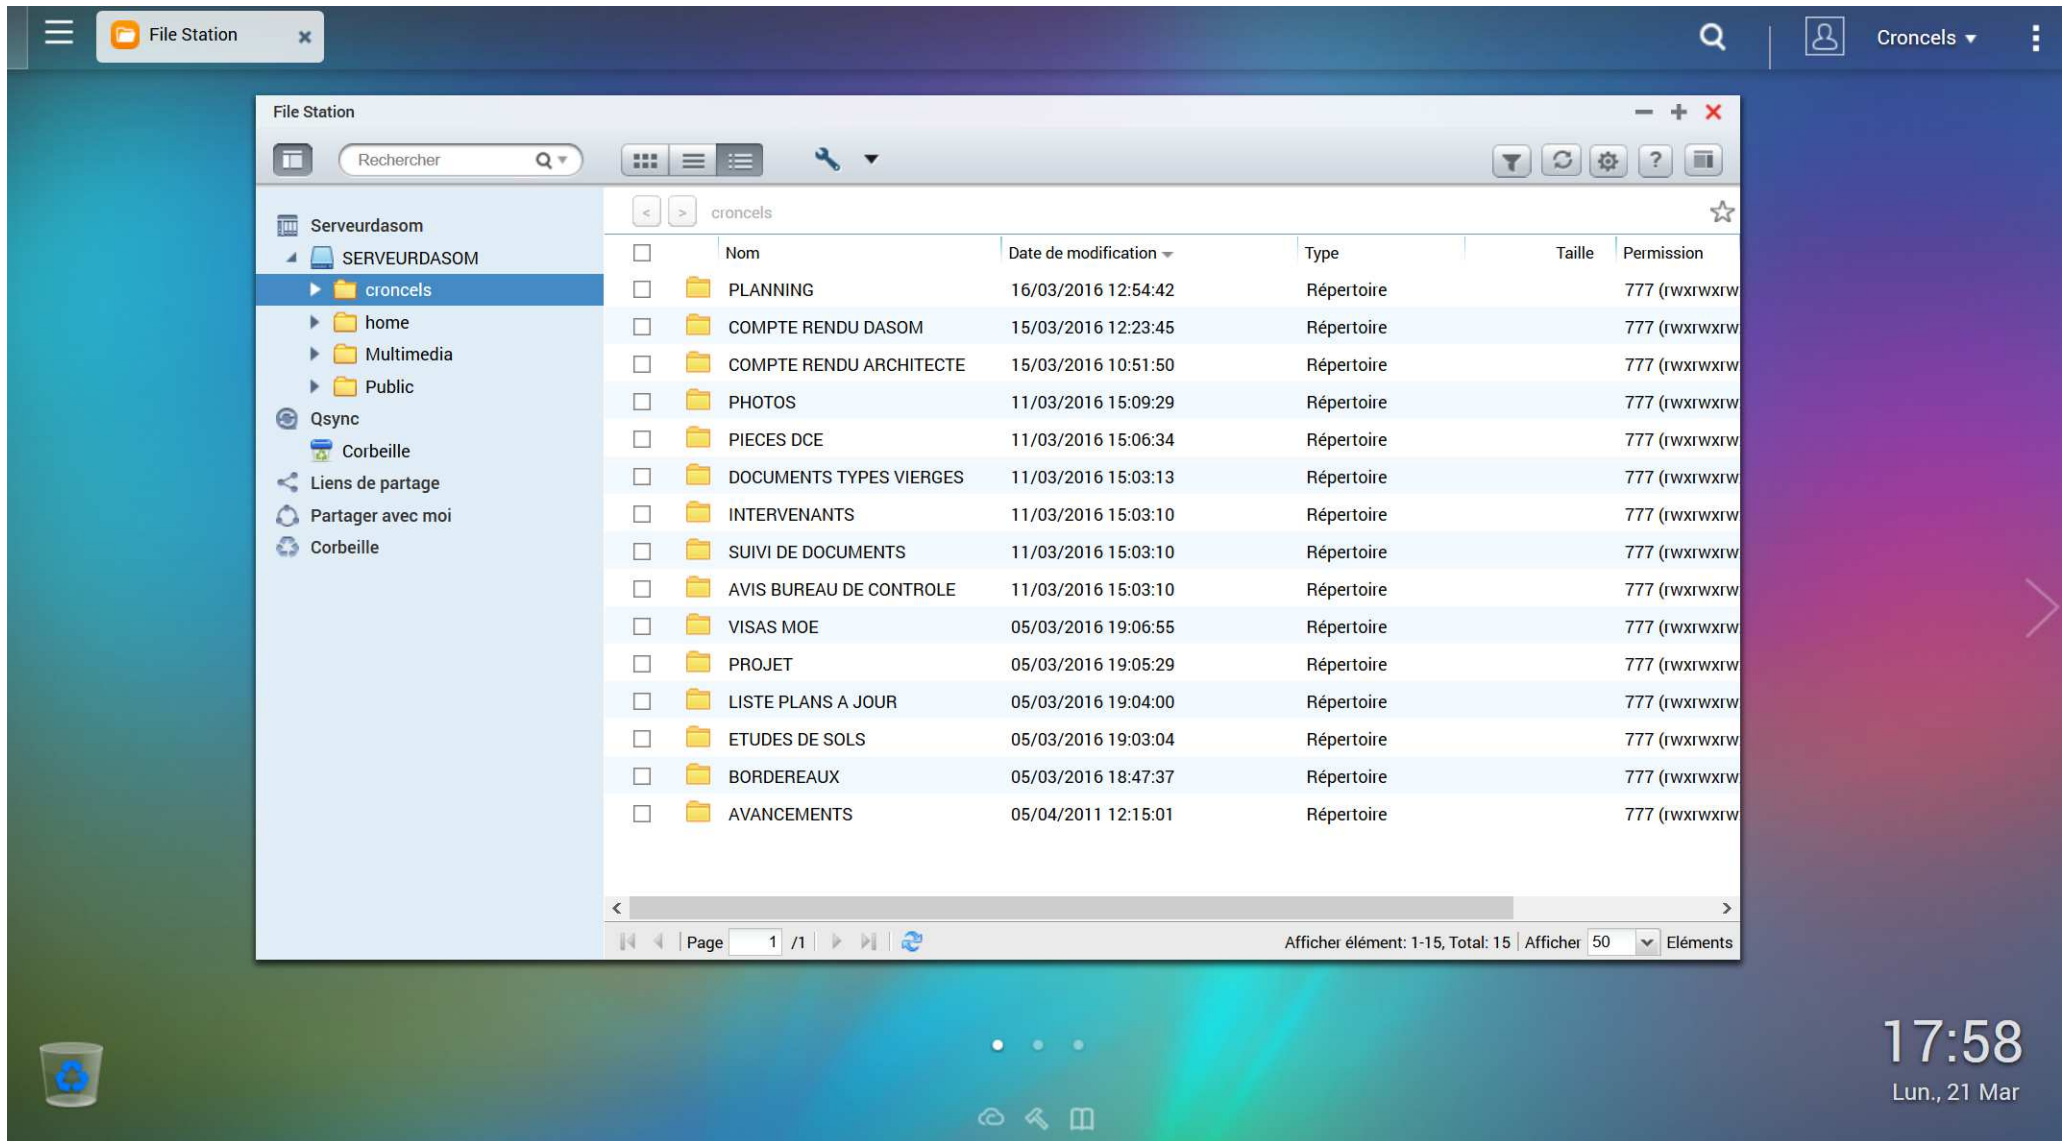 File Station
Croncels
File Station
Rechercher
?
Serveurdasom
SERVEURDASOM
croncels
home
Multimedia
Public
Qsync
Corbeille
Liens de partage
Partager avec moi
Corbeille
< > croncels
Nom Date de modification Type Taille Permission
PLANNING 16/03/2016 12:54:42 Répertoire 777 (rwxrwxrw
COMPTE RENDU DASOM 15/03/2016 12:23:45 Répertoire 777 (rwxrwxrw
COMPTE RENDU ARCHITECTE 15/03/2016 10:51:50 Répertoire 777 (rwxrwxrw
PHOTOS 11/03/2016 15:09:29 Répertoire 777 (rwxrwxrw
PIECES DCE 11/03/2016 15:06:34 Répertoire 777 (rwxrwxrw
DOCUMENTS TYPES VIERGES 11/03/2016 15:03:13 Répertoire 777 (rwxrwxrw
INTERVENANTS 11/03/2016 15:03:10 Répertoire 777 (rwxrwxrw
SUIVI DE DOCUMENTS 11/03/2016 15:03:10 Répertoire 777 (rwxrwxrw
AVIS BUREAU DE CONTROLE 11/03/2016 15:03:10 Répertoire 777 (rwxrwxrw
VISAS MOE 05/03/2016 19:06:55 Répertoire 777 (rwxrwxrw
PROJET 05/03/2016 19:05:29 Répertoire 777 (rwxrwxrw
LISTE PLANS A JOUR 05/03/2016 19:04:00 Répertoire 777 (rwxrwxrw
ETUDES DE SOLS 05/03/2016 19:03:04 Répertoire 777 (rwxrwxrw
BORDEREAUX 05/03/2016 18:47:37 Répertoire 777 (rwxrwxrw
AVANCEMENTS 05/04/2011 12:15:01 Répertoire 777 (rwxrwxrw
Page 1 /1 Afficher élément: 1-15, Total: 15 Afficher 50 Eléments
17:58
Lun., 21 Mar